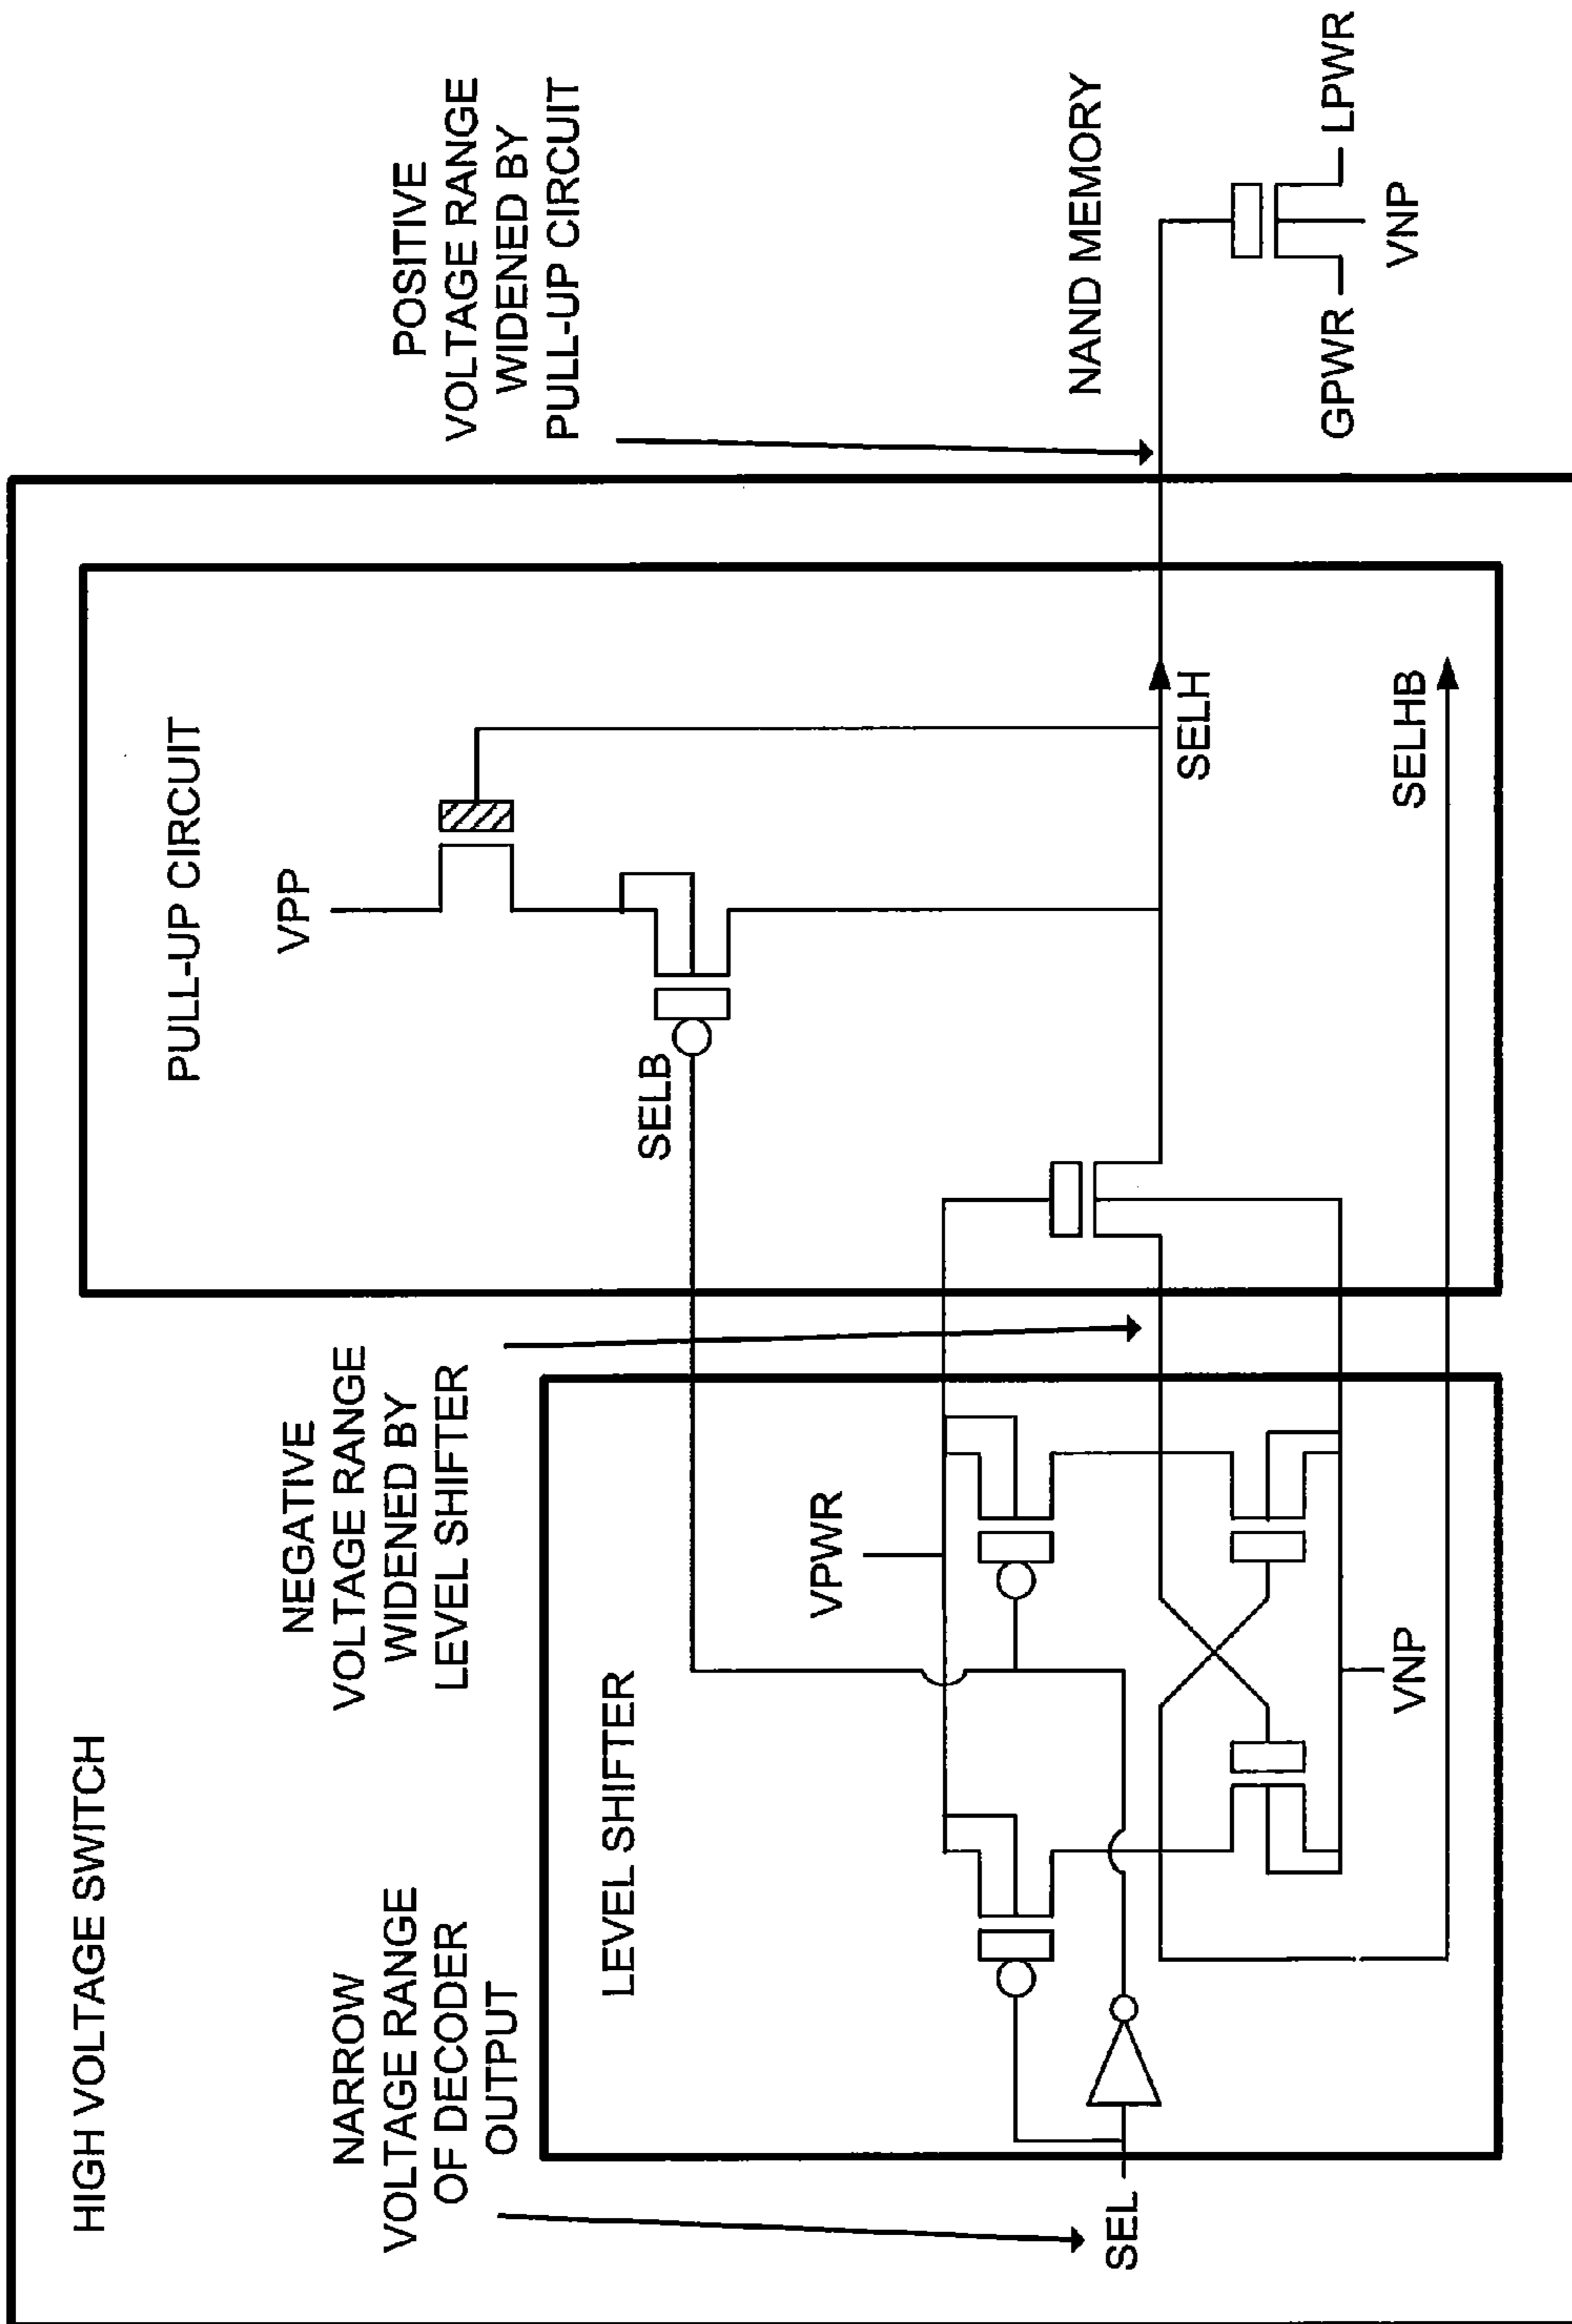 HIGH VOLTAGE SWITCH
NARROW
VOLTAGE RANGE
OF DECODER
OUTPUT
NEGATIVE
VOLTAGE RANGE
WIDENED BY
LEVEL SHIFTER
POSITIVE
VOLTAGE RANGE
WIDENED BY
PULL-UP CIRCUIT
PULL-UP CIRCUIT
VPP
SELB
LEVEL SHIFTER
VPWR
SEL
VNP
SELH
SELHB
NAND MEMORY
GPWR
LPWR
VNP